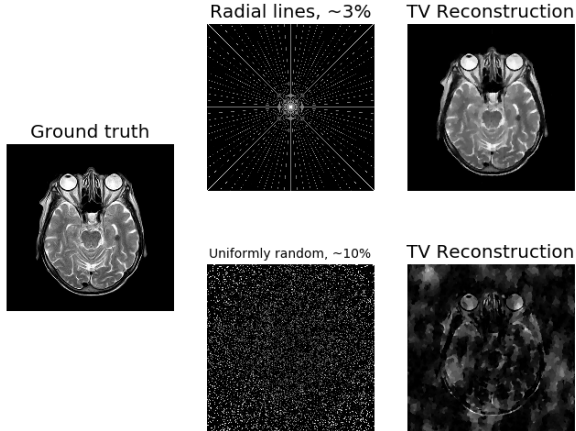 Radial lines, ~3%
TV Reconstruction
Ground truth
Uniformly random, ~10%
TV Reconstruction